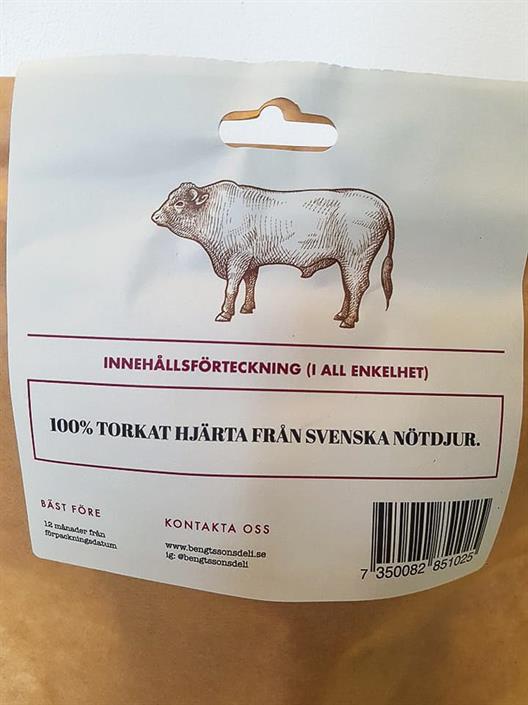 INNEHÅLLSFÖRTECKNING (I ALL ENKELHET)
100% TORKAT HJÄRTA FRÅN SVENSKA NÖTDJUR.
BÄST FÖRE
12 månader från
förpackningsdatum
KONTAKTA OSS
www.bengtssonsdeli.se
ig: @bengtssonsdeli
7 350082 851025